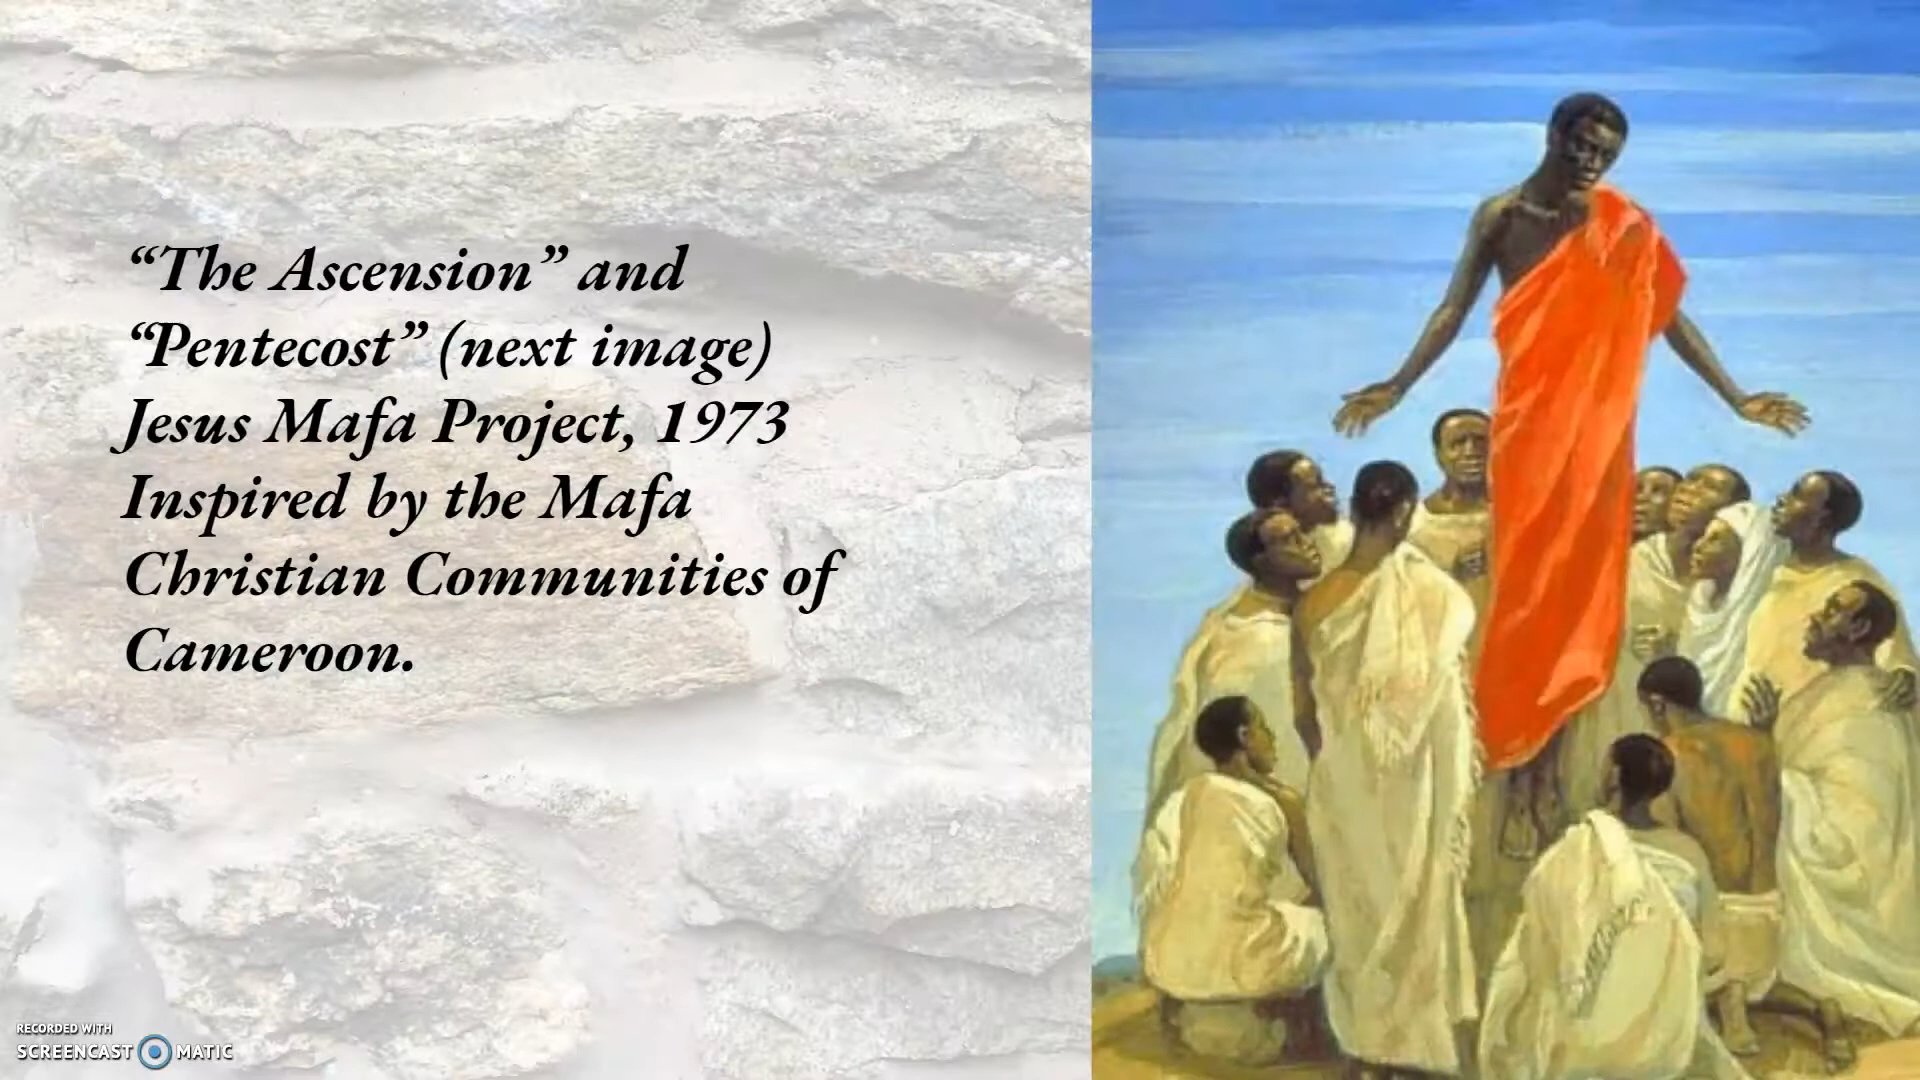 “The Ascension” and
“Pentecost” (next image)
Jesus Mafa Project, 1973
Inspired by the Mafa
Christian Communities of
Cameroon.
RECORDED WITH
SCREENCAST MATIC